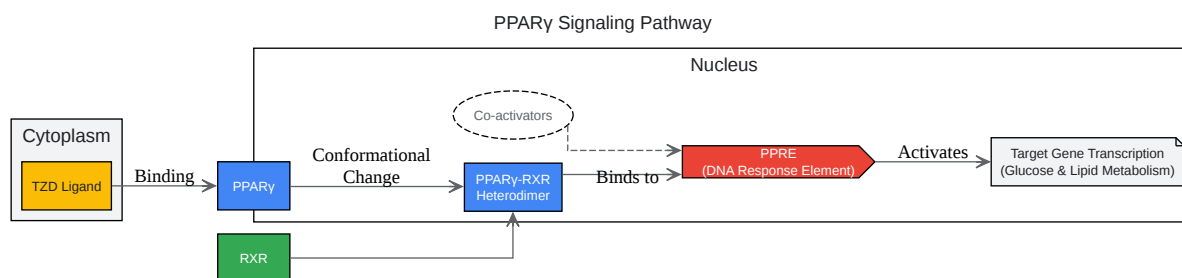 PPARγ Signaling Pathway
Nucleus
Cytoplasm
TZD Ligand
Binding
PPARγ
Conformational
Change
Co-activators
PPARγ-RXR
Heterodimer
Binds to
PPRE
(DNA Response Element)
Activates
Target Gene Transcription
(Glucose & Lipid Metabolism)
RXR